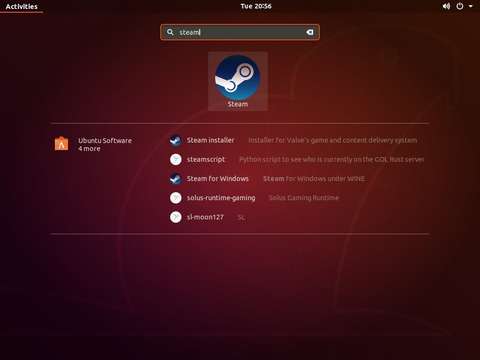 Activities
Tue 20:56
steam
Steam
Ubuntu Software
4 more
Steam installer Installer for Valve's game and content delivery system
steamscript Python script to see who is currently on the GOL Rust server
Steam for Windows Steam for Windows under WINE
solus-runtime-gaming Solus Gaming Runtime
sl-moon127 SL